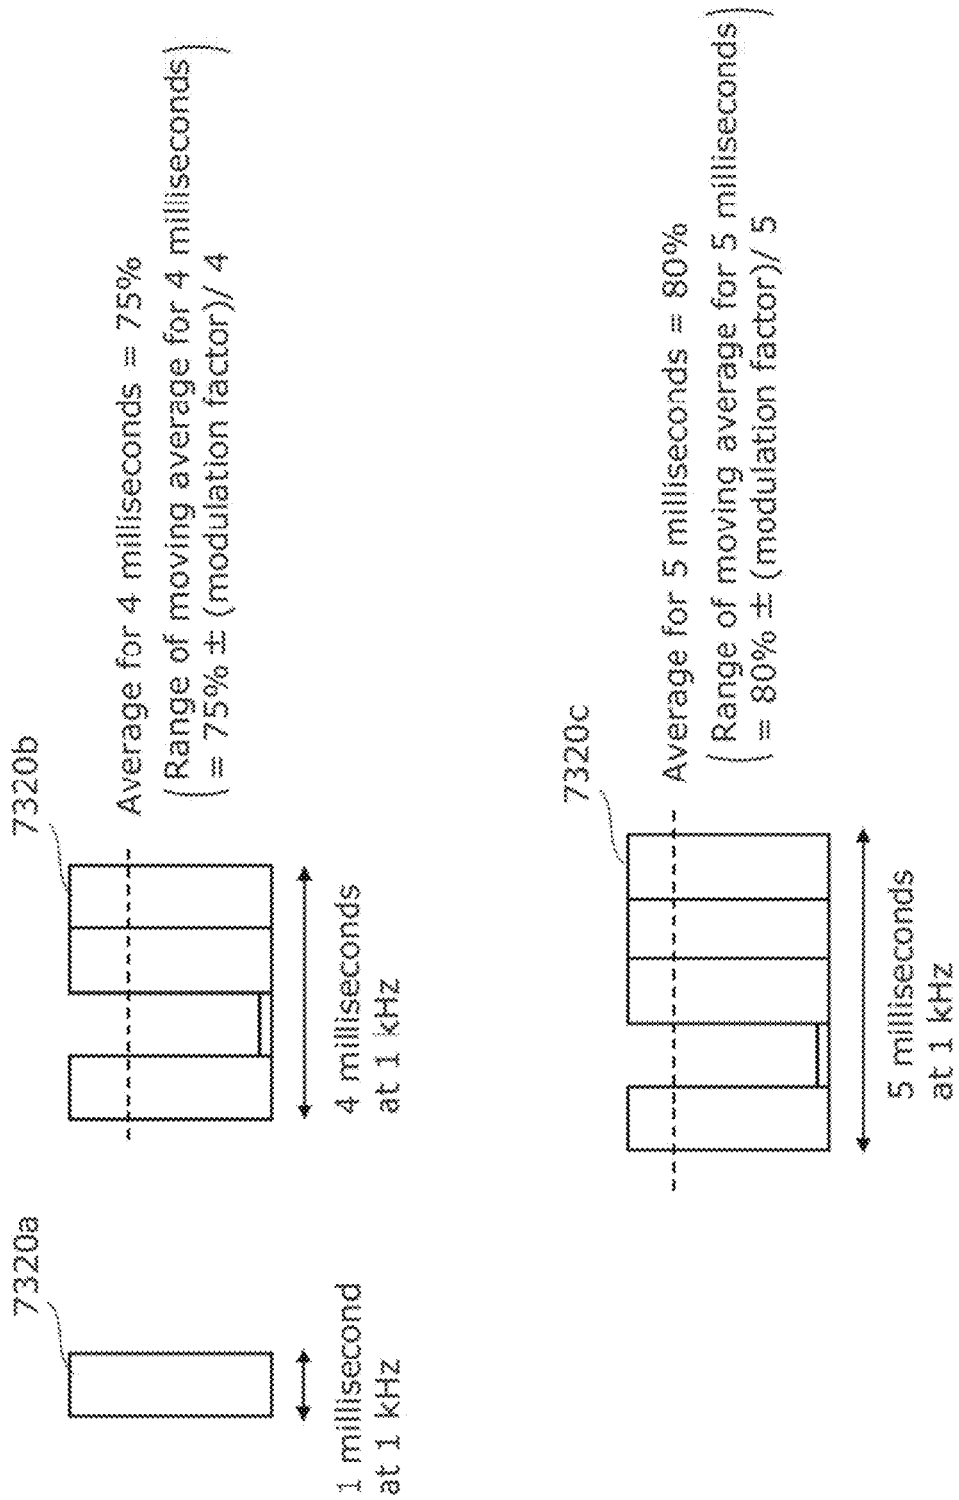 7320a
1 millisecond
at 1 kHz
7320b
4 milliseconds
at 1 kHz
Average for 4 milliseconds = 75%
(Range of moving average for 4 milliseconds
= 75% ± (modulation factor)/ 4)
7320c
5 milliseconds
at 1 kHz
Average for 5 milliseconds = 80%
(Range of moving average for 5 milliseconds
= 80% ± (modulation factor)/ 5)